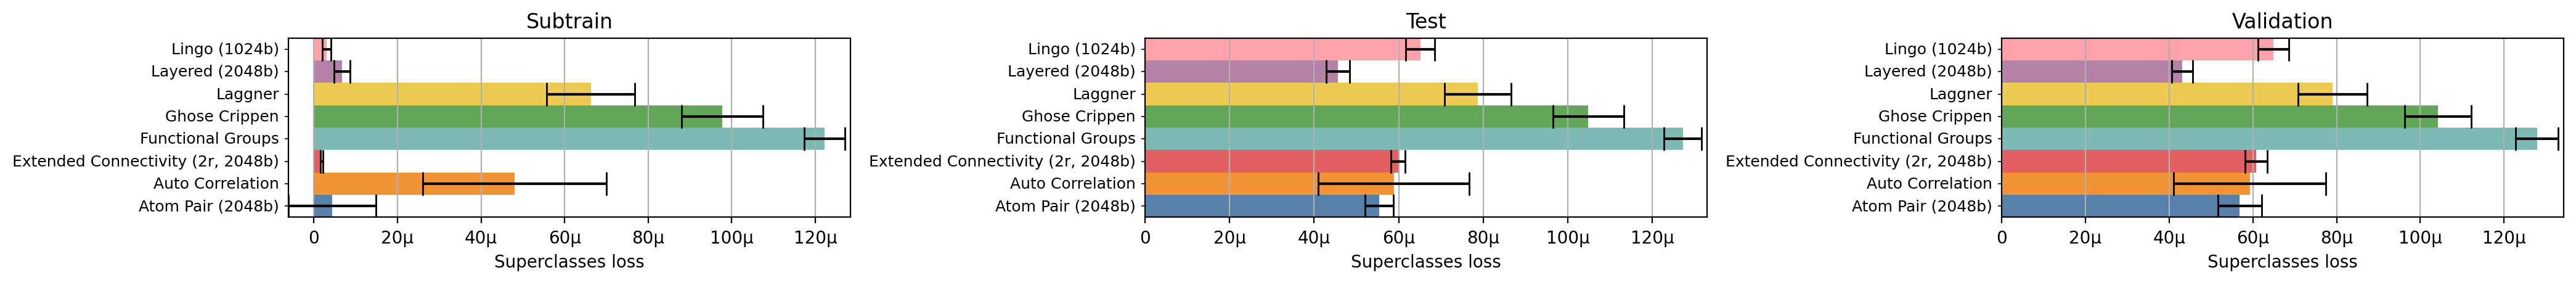 Subtrain
Lingo (1024b)
Layered (2048b)
Laggner
Ghose Crippen
Functional Groups
Extended Connectivity (2r, 2048b)
Auto Correlation
Atom Pair (2048b)
0 20µ 40µ 60µ 80µ 100µ 120µ
Superclasses loss
Test
Lingo (1024b)
Layered (2048b)
Laggner
Ghose Crippen
Functional Groups
Extended Connectivity (2r, 2048b)
Auto Correlation
Atom Pair (2048b)
0 20µ 40µ 60µ 80µ 100µ 120µ
Superclasses loss
Validation
Lingo (1024b)
Layered (2048b)
Laggner
Ghose Crippen
Functional Groups
Extended Connectivity (2r, 2048b)
Auto Correlation
Atom Pair (2048b)
0 20µ 40µ 60µ 80µ 100µ 120µ
Superclasses loss